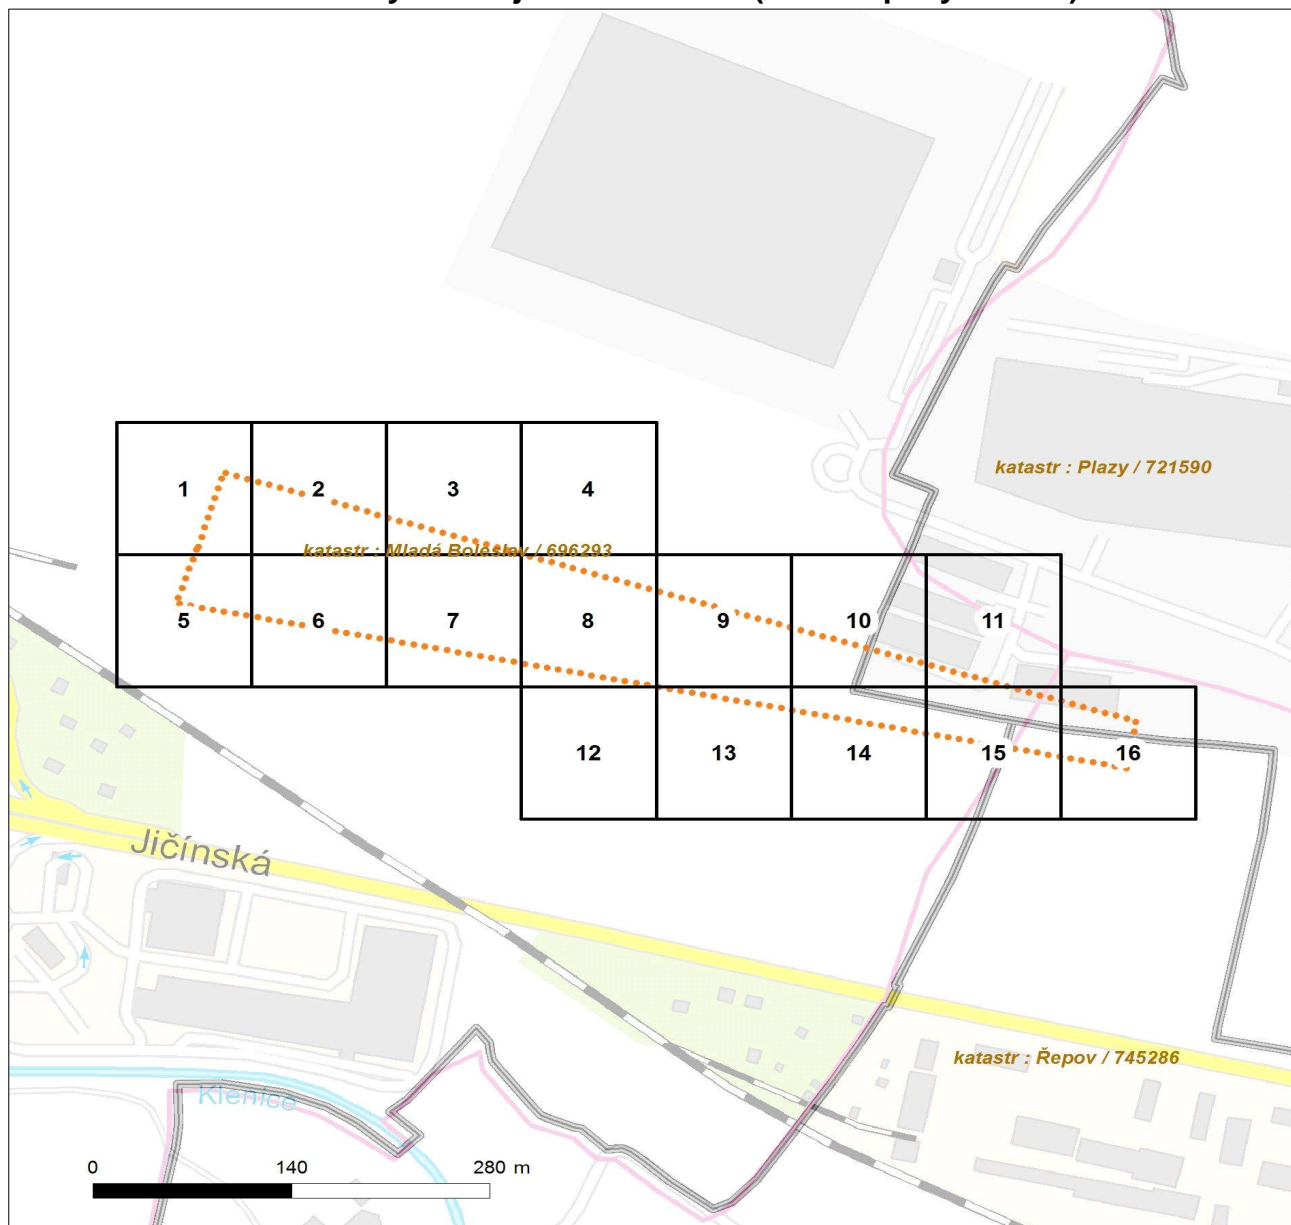 katastr : Plazy / 721590
1
2
3
4
katastr : Mladá Boleslav / 696293
5
6
7
8
9
10
11
12
13
14
15
16
Jičínská
katastr : Řepov / 745286
Klenice
0 140 280 m